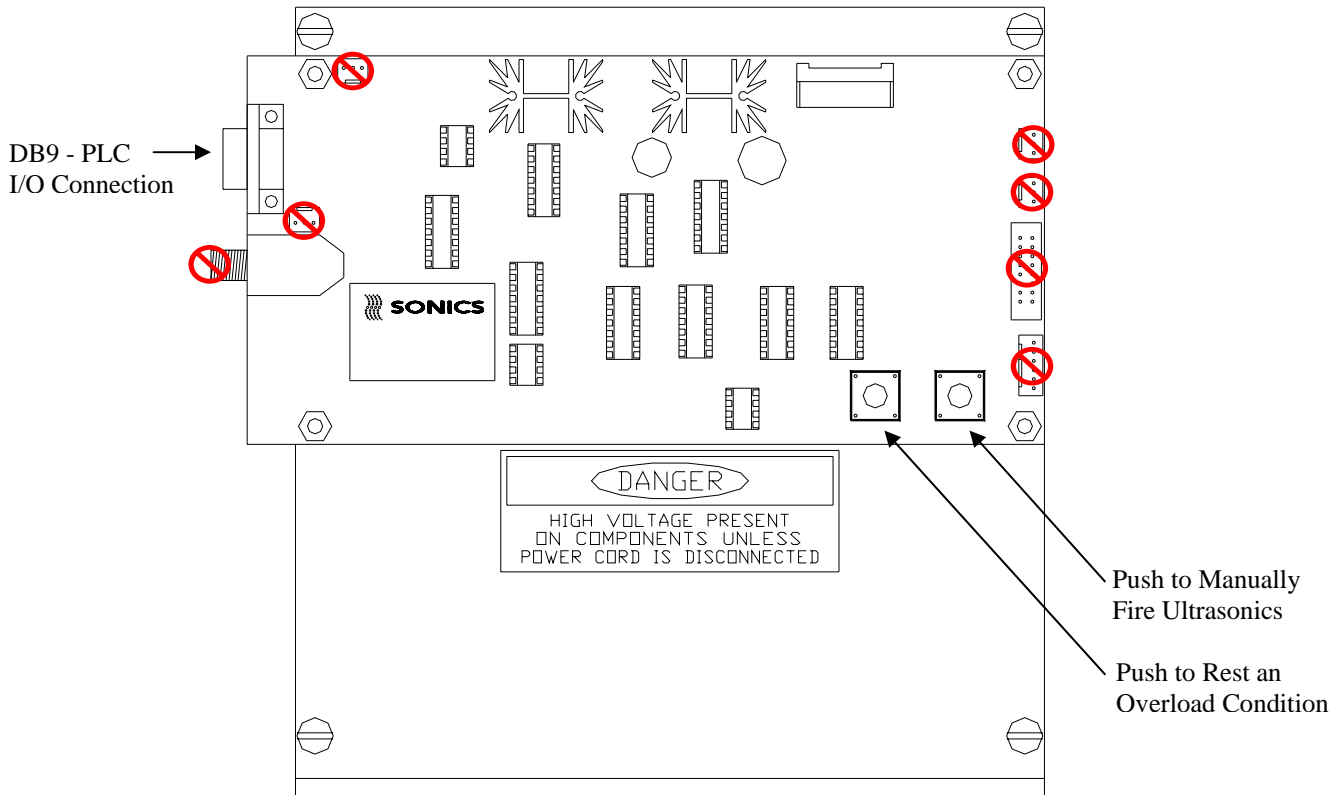 DB9 - PLC
I/O Connection
SONICS
DANGER
HIGH VOLTAGE PRESENT
ON COMPONENTS UNLESS
POWER CORD IS DISCONNECTED
Push to Manually
Fire Ultrasonics
Push to Rest an
Overload Condition